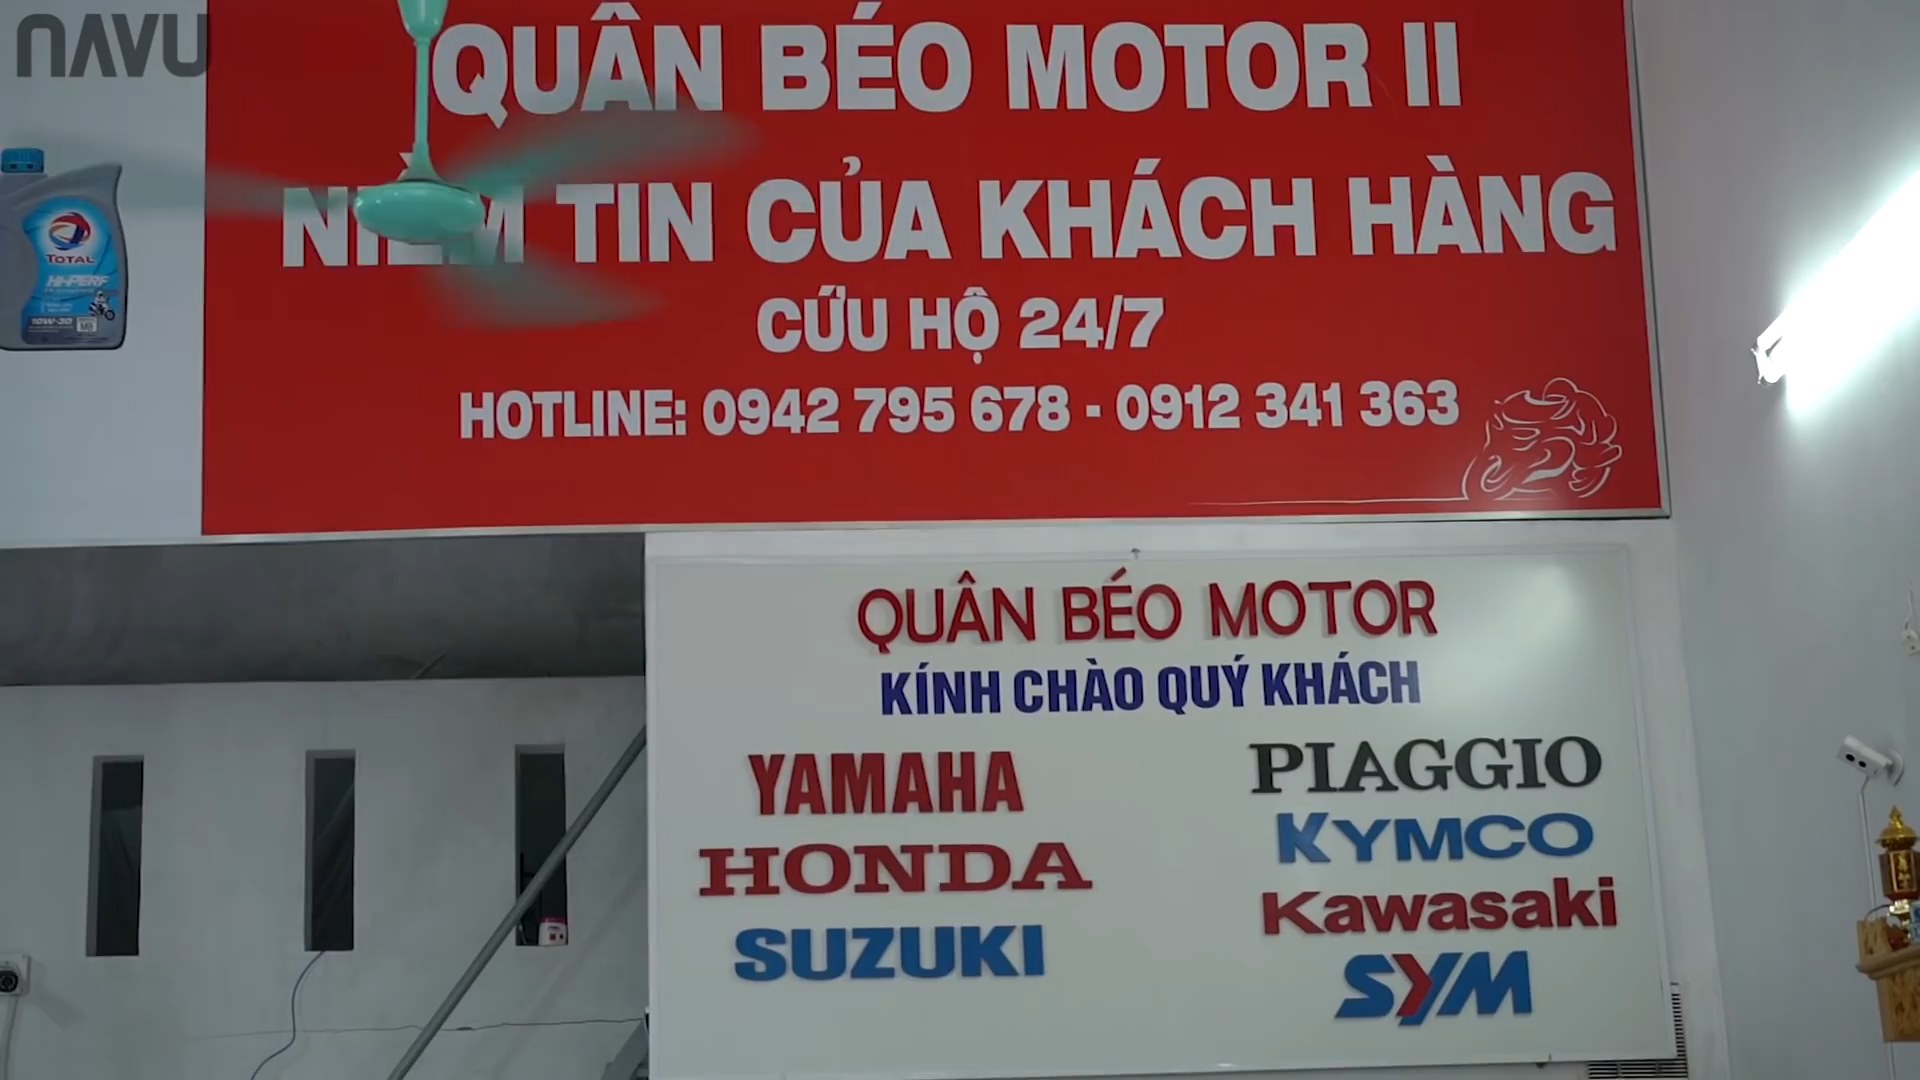 NAVU
QUÂN BÉO MOTOR II
NIỀM TIN CỦA KHÁCH HÀNG
CỨU HỘ 24/7
HOTLINE: 0942 795 678 - 0912 341 363
TOTAL
HI-PERF
10W-30
QUÂN BÉO MOTOR
KÍNH CHÀO QUÝ KHÁCH
YAMAHA
HONDA
SUZUKI
PIAGGIO
KYMCO
Kawasaki
SYM